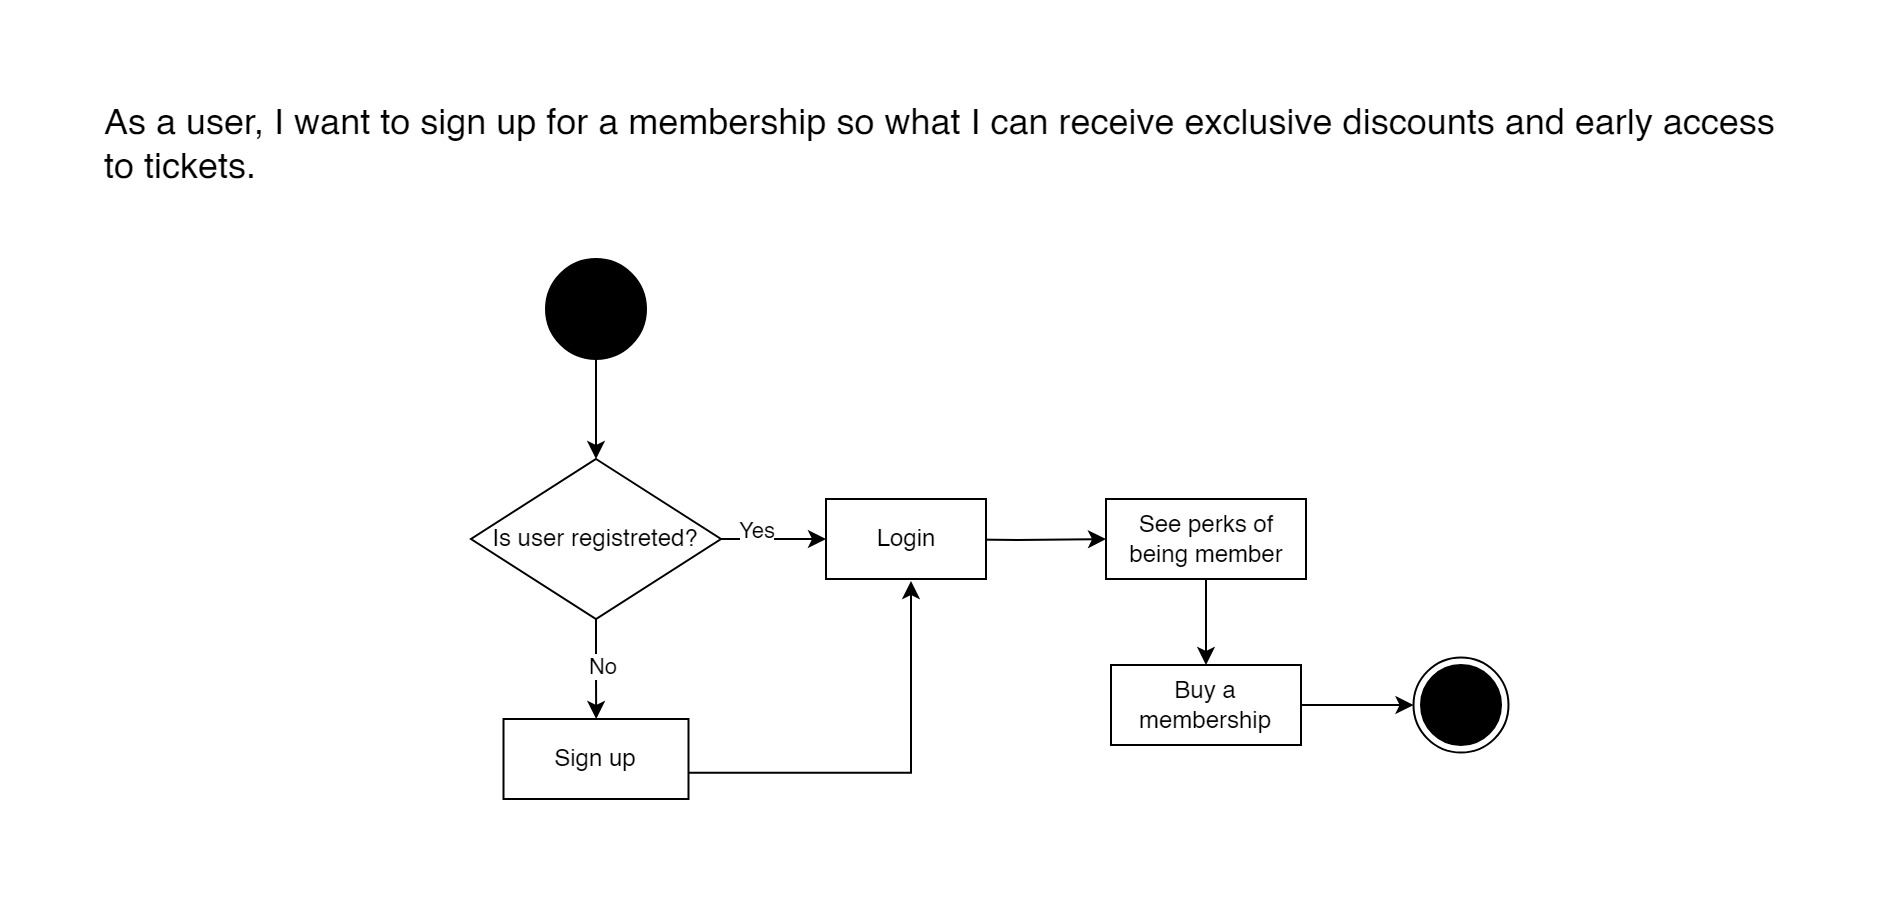 As a user, I want to sign up for a membership so what I can receive exclusive discounts and early access
to tickets.
Is user registreted?
Yes
Login
See perks of
being member
No
Buy a
membership
Sign up